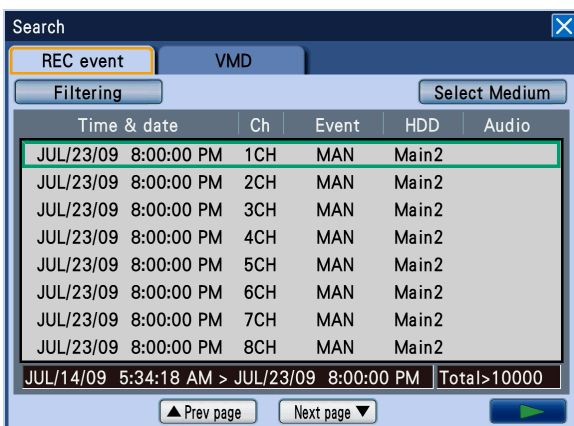 Search
REC event VMD
Filtering Select Medium
Time & date Ch Event HDD Audio
JUL/23/09 8:00:00 PM 1CH MAN Main2
JUL/23/09 8:00:00 PM 2CH MAN Main2
JUL/23/09 8:00:00 PM 3CH MAN Main2
JUL/23/09 8:00:00 PM 4CH MAN Main2
JUL/23/09 8:00:00 PM 5CH MAN Main2
JUL/23/09 8:00:00 PM 6CH MAN Main2
JUL/23/09 8:00:00 PM 7CH MAN Main2
JUL/23/09 8:00:00 PM 8CH MAN Main2
JUL/14/09 5:34:18 AM > JUL/23/09 8:00:00 PM Total>10000
▲ Prev page Next page ▼